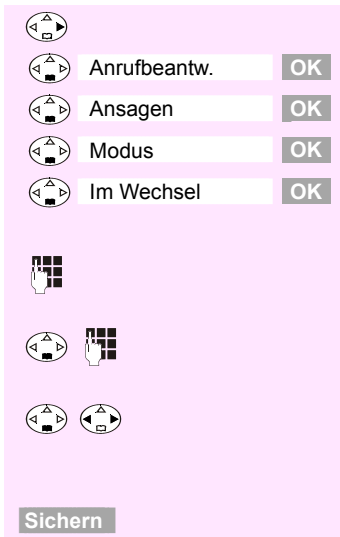 Anrufbeantw. OK
Ansagen OK
Modus OK
Im Wechsel OK
Sichern